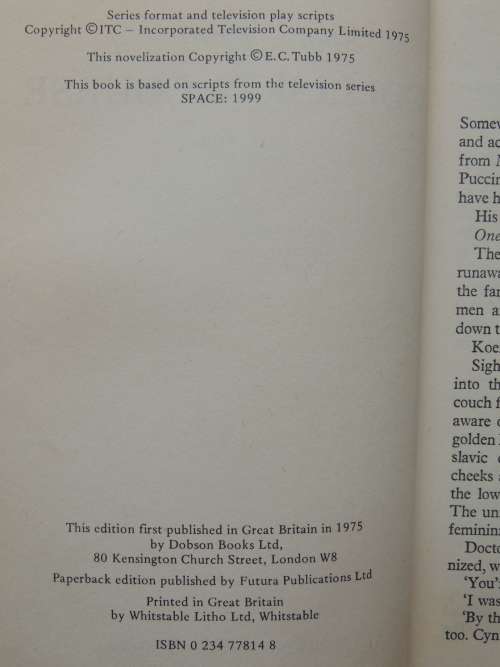 Series format and television play scripts
Copyright © ITC – Incorporated Television Company Limited 1975
This novelization Copyright © E.C. Tubb 1975
This book is based on scripts from the television series
SPACE: 1999
This edition first published in Great Britain in 1975
by Dobson Books Ltd,
80 Kensington Church Street, London W8
Paperback edition published by Futura Publications Ltd
Printed in Great Britain
by Whitstable Litho Ltd, Whitstable
ISBN 0 234 77814 8
and
from
Puccin
have h
His
One
The
runawa
the far
men a
down t
Koe
Sigh
into th
couch f
aware
golden
slavic
cheeks
the low
The un
feminin
Doctor
nized, w
'You'
'I was
'By th
too. Cyn